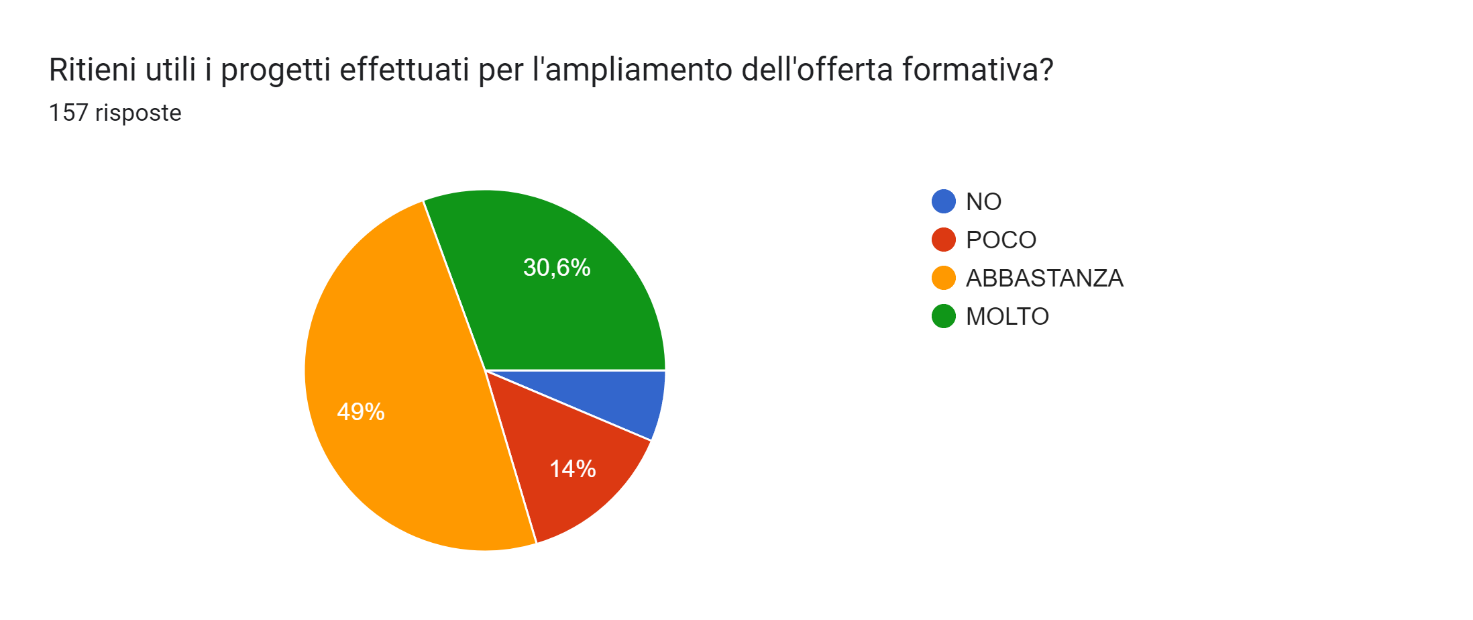 Ritieni utili i progetti effettuati per l'ampliamento dell'offerta formativa?
157 risposte
NO
POCO
ABBASTANZA
MOLTO
30,6%
49%
14%